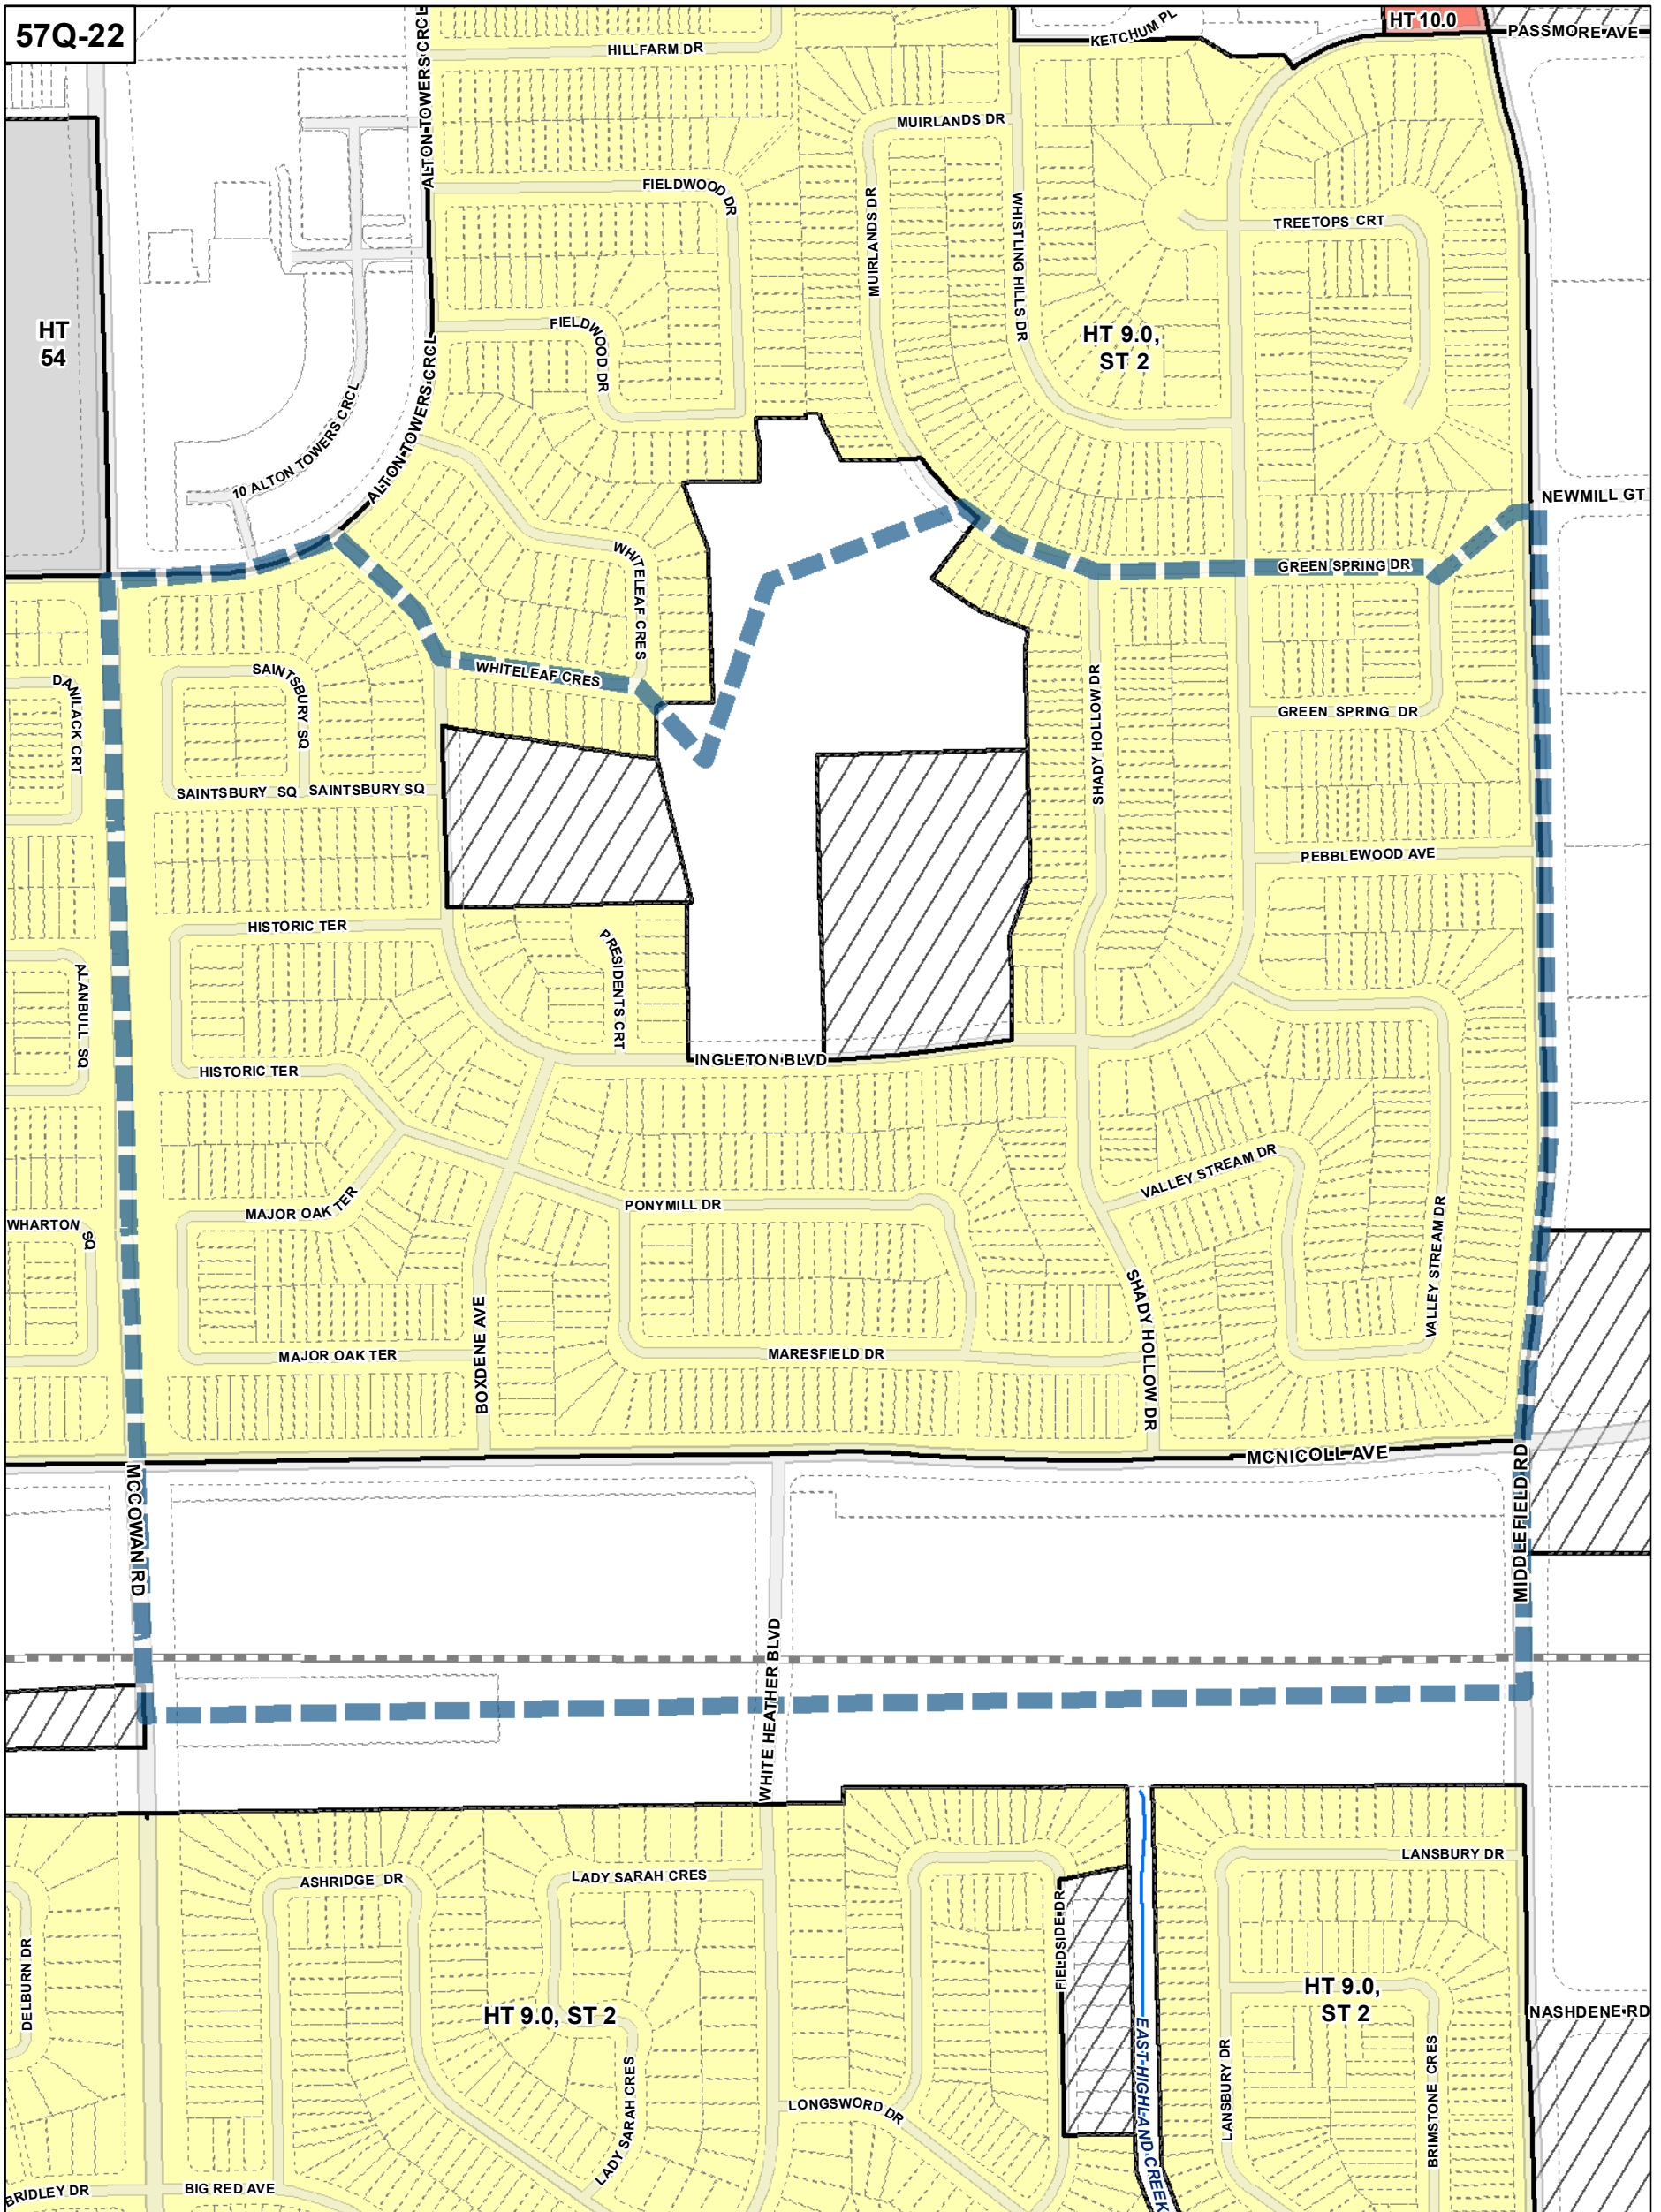 57Q-22
HT 10.0
PASSMORE AVE
KETCHUM PL
HILLFARM DR
ALTON TOWERS CRCL
MUIRLANDS DR
FIELDWOOD DR
MUIRLANDS DR
WHISTLING HILLS DR
TREETOPS CRT
HT
54
FIELDWOOD DR
HT 9.0,
ST 2
ALTON TOWERS CRCL
10 ALTON TOWERS CRCL
NEWMILL GT
WHITELEAF CRES
GREEN SPRING DR
WHITELEAF CRES
SAINTSBURY SQ
DANILACK CRT
SHADY HOLLOW DR
GREEN SPRING DR
SAINTSBURY SQ
SAINTSBURY SQ
PEBBLEWOOD AVE
HISTORIC TER
PRESIDENTS CRT
ALANBULL SQ
INGLETON BLVD
HISTORIC TER
VALLEY STREAM DR
MAJOR OAK TER
PONYMILL DR
WHARTON SQ
VALLEY STREAM DR
SHADY HOLLOW DR
BOXDENE AVE
MAJOR OAK TER
MARESFIELD DR
MCNICOLL AVE
MCCOWAN RD
MIDDLEFIELD RD
WHITE HEATHER BLVD
LANSBURY DR
ASHRIDGE DR
LADY SARAH CRES
FIELDSIDE DR
DELBURN DR
HT 9.0, ST 2
HT 9.0,
ST 2
NASHDENE RD
EAST HIGHLAND CREEK
LANSBURY DR
BRIMSTONE CRES
LADY SARAH CRES
LONGSWORD DR
BRIDLEY DR
BIG RED AVE